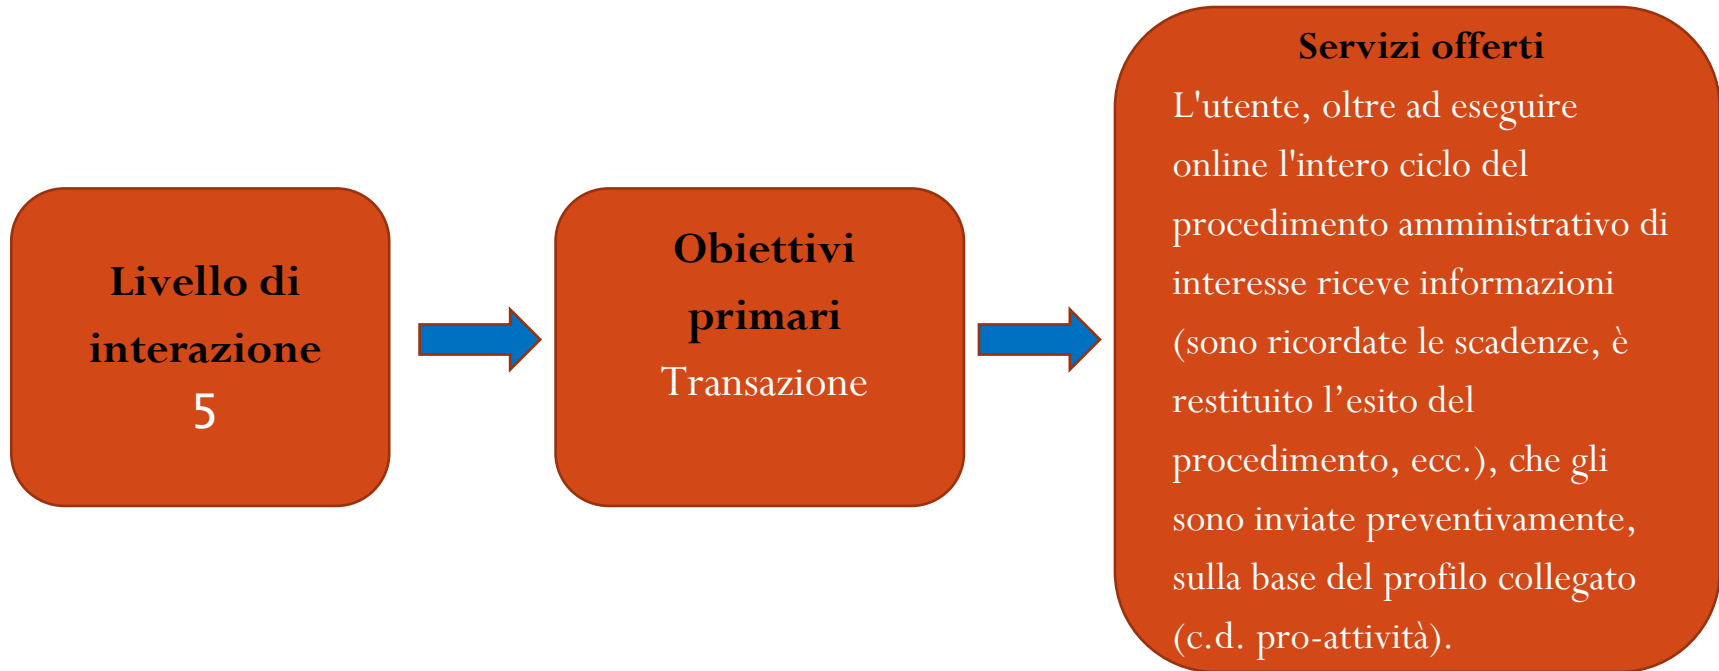 Livello di
interazione
5
Obiettivi
primari
Transazione
Servizi offerti
L'utente, oltre ad eseguire
online l'intero ciclo del
procedimento amministrativo di
interesse riceve informazioni
(sono ricordate le scadenze, è
restituito l’esito del
procedimento, ecc.), che gli
sono inviate preventivamente,
sulla base del profilo collegato
(c.d. pro-attività).